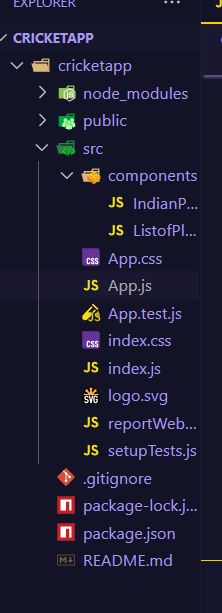 EXPLORER
CRICKETAPP
cricketapp
node_modules
public
src
components
JS IndianP...
JS ListofPl...
CSS App.css
JS App.js
App.test.js
CSS index.css
JS index.js
SVG logo.svg
JS reportWeb...
JS setupTests.js
.gitignore
n package-lock.j...
n package.json
README.md